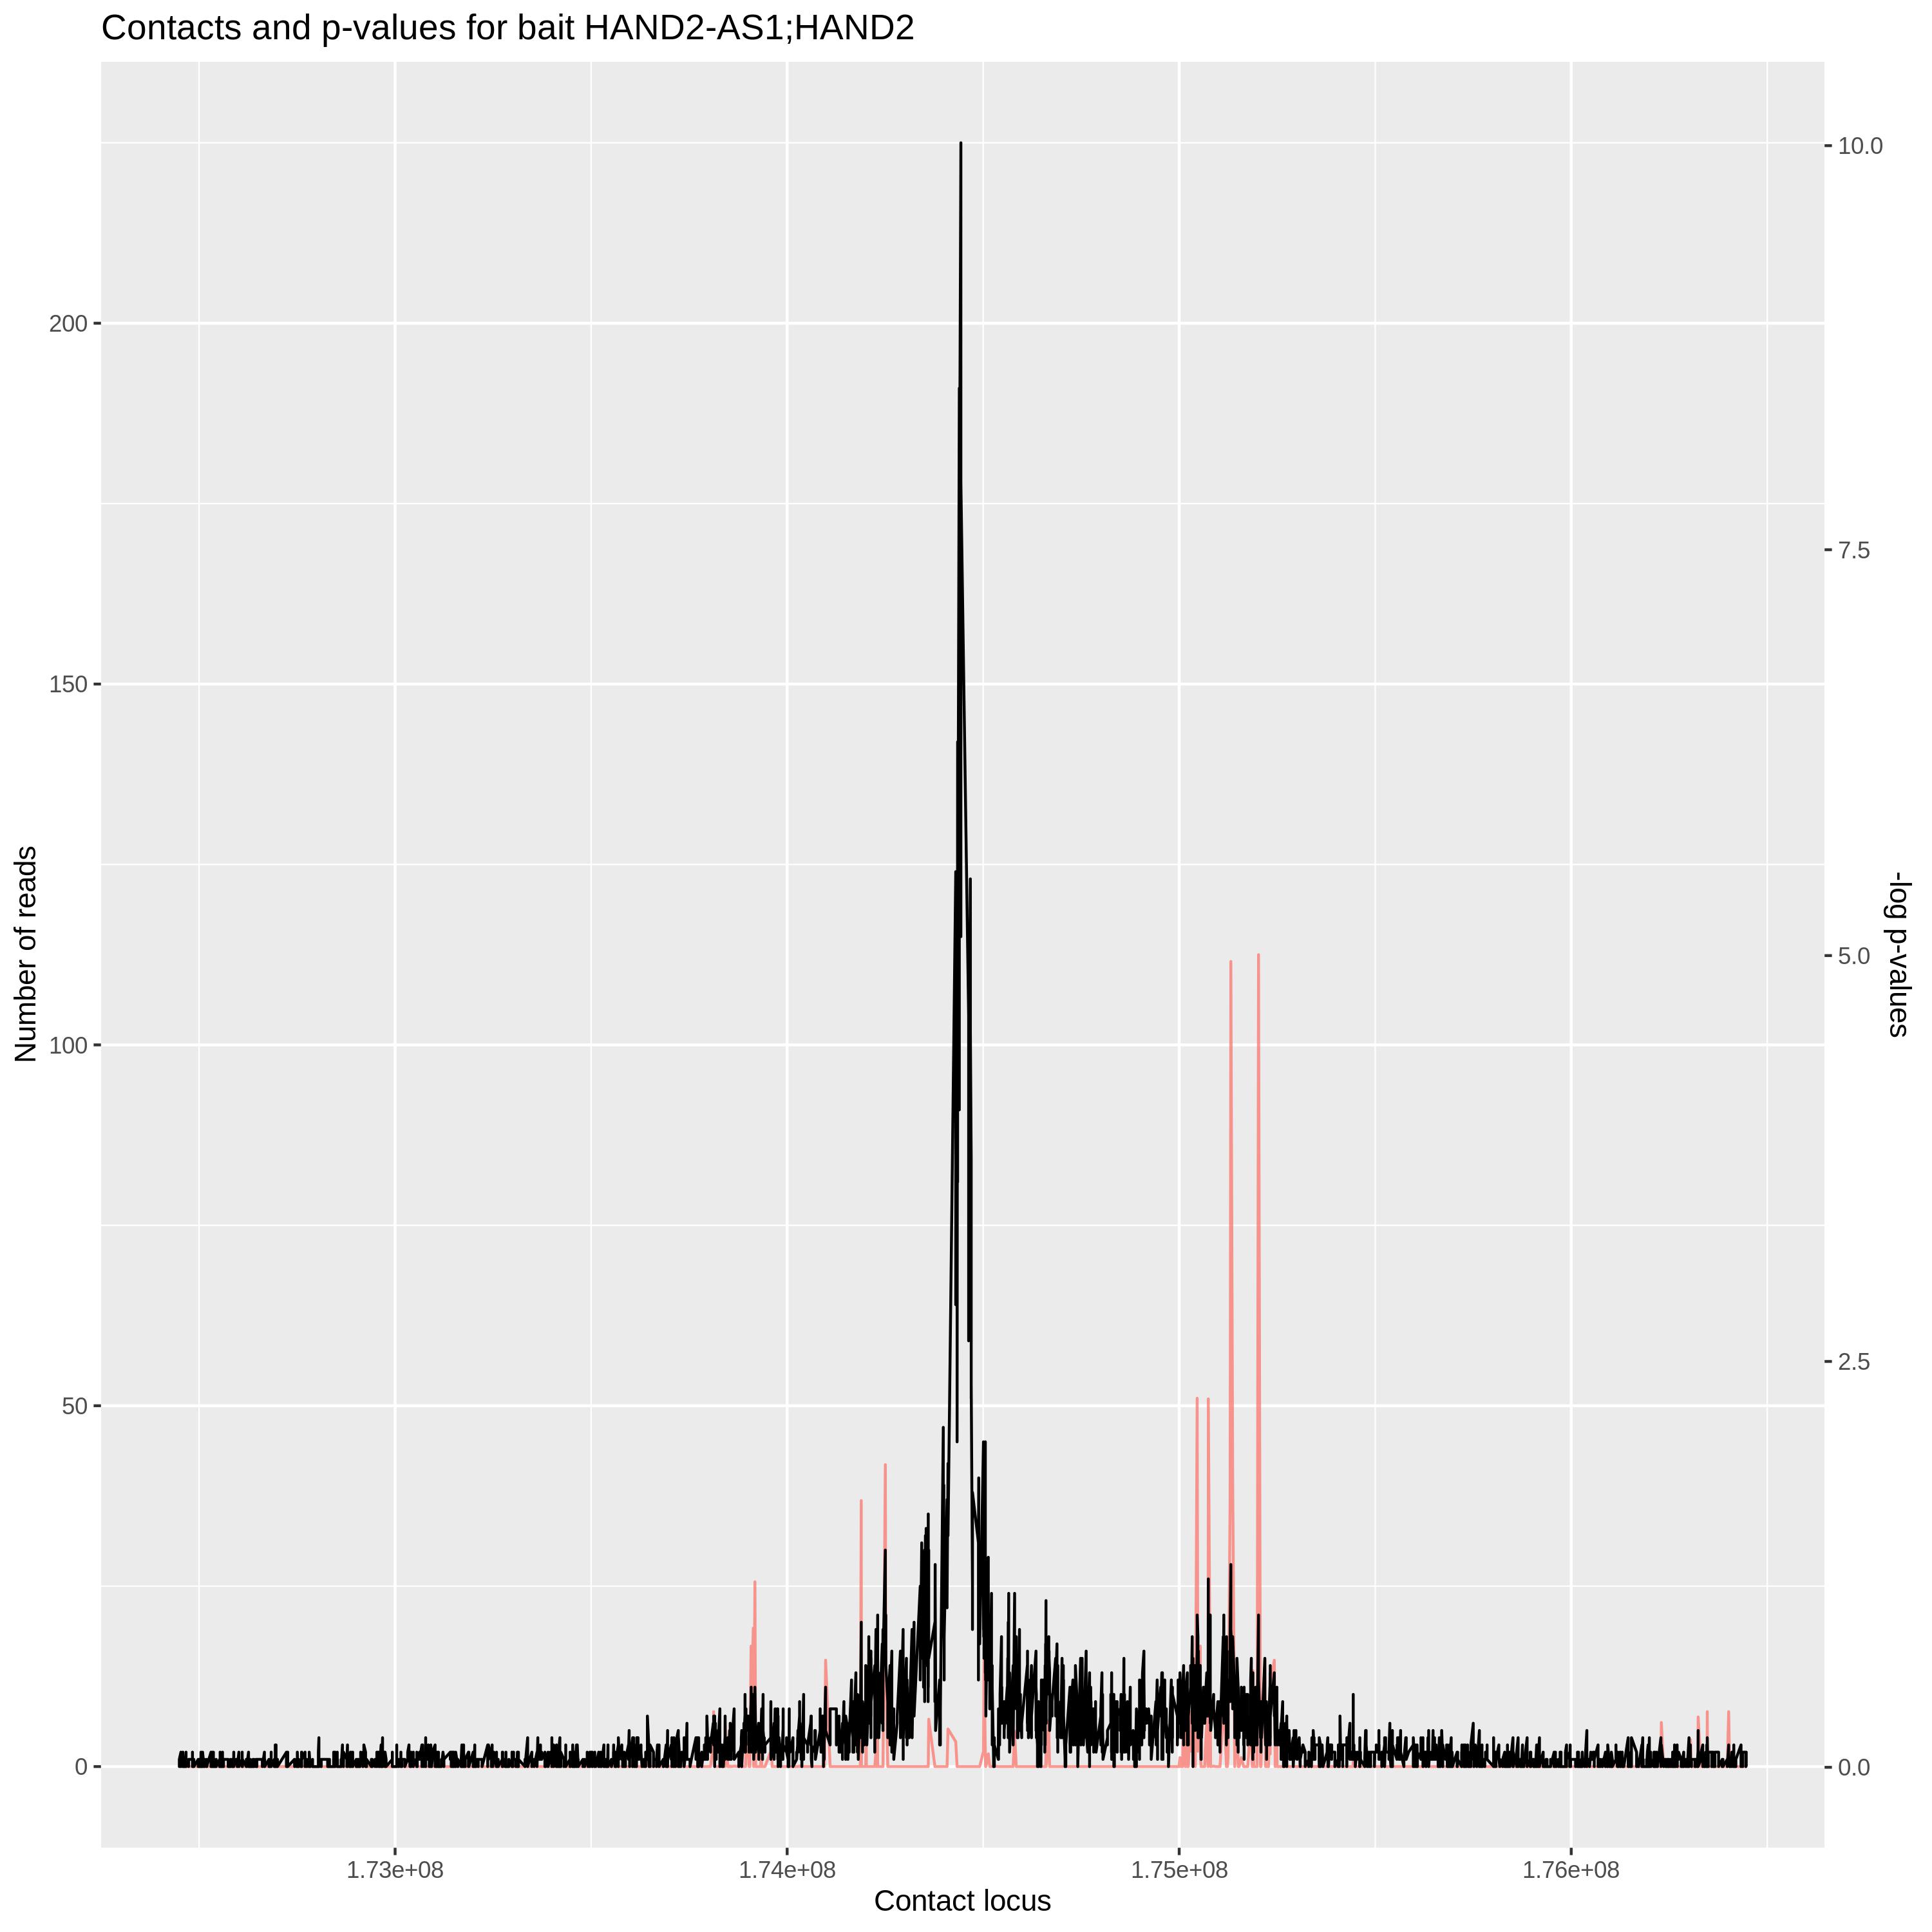 Contacts and p-values for bait HAND2-AS1;HAND2
Number of reads
200
150
100
50
0
10.0
7.5
5.0
2.5
0.0
-log p-values
1.73e+08
1.74e+08
1.75e+08
1.76e+08
Contact locus